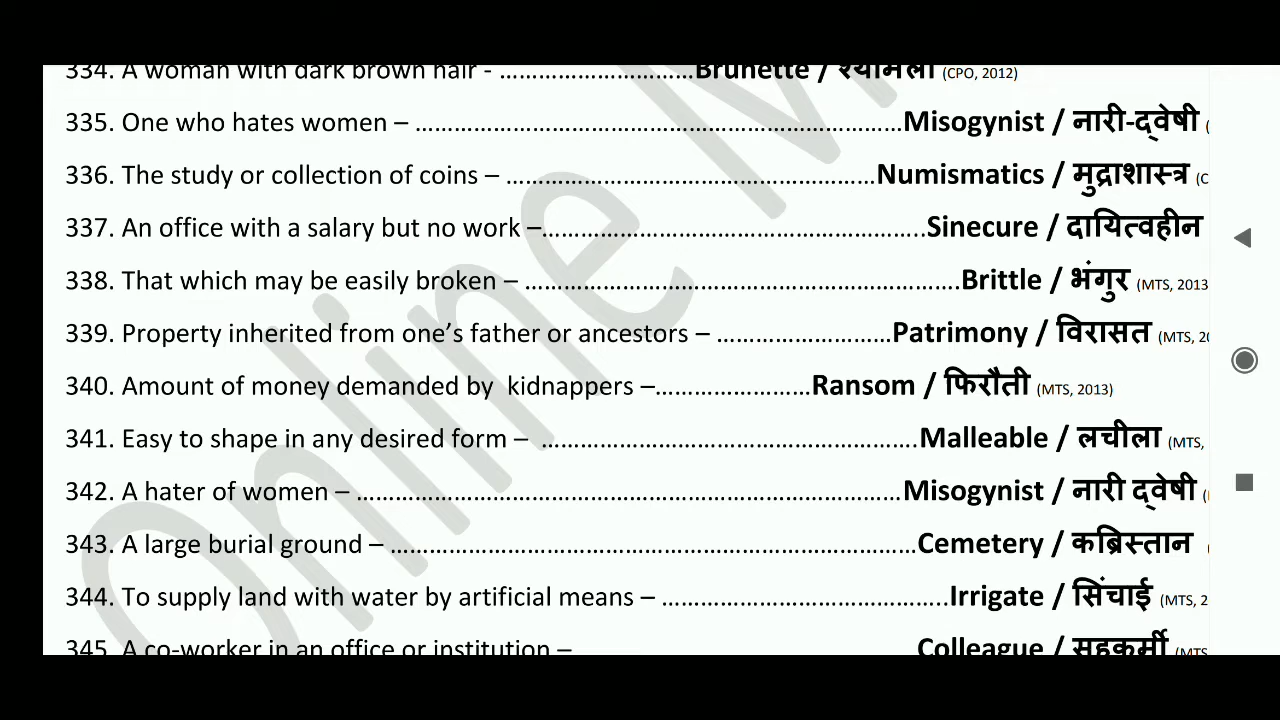 334. A woman with dark brown hair - ............................Brunette / श्यामला (CPO, 2012)
335. One who hates women – ......................................................................Misogynist / नारी-द्वेषी (
336. The study or collection of coins – .....................................................Numismatics / मुद्राशास्त्र (C
337. An office with a salary but no work –.......................................................Sinecure / दायित्वहीन
338. That which may be easily broken – ...............................................................Brittle / भंगुर (MTS, 2013
339. Property inherited from one’s father or ancestors – .........................Patrimony / विरासत (MTS, 20
340. Amount of money demanded by  kidnappers –......................Ransom / फिरौती (MTS, 2013)
341. Easy to shape in any desired form –  ......................................................Malleable / लचीला (MTS,
342. A hater of women – ..............................................................................Misogynist / नारी द्वेषी (
343. A large burial ground – ...........................................................................Cemetery / कब्रिस्तान
344. To supply land with water by artificial means – .........................................Irrigate / सिंचाई (MTS, 2
345. A co-worker in an office or institution – Colleague / सहकर्मी (MTS
Online M